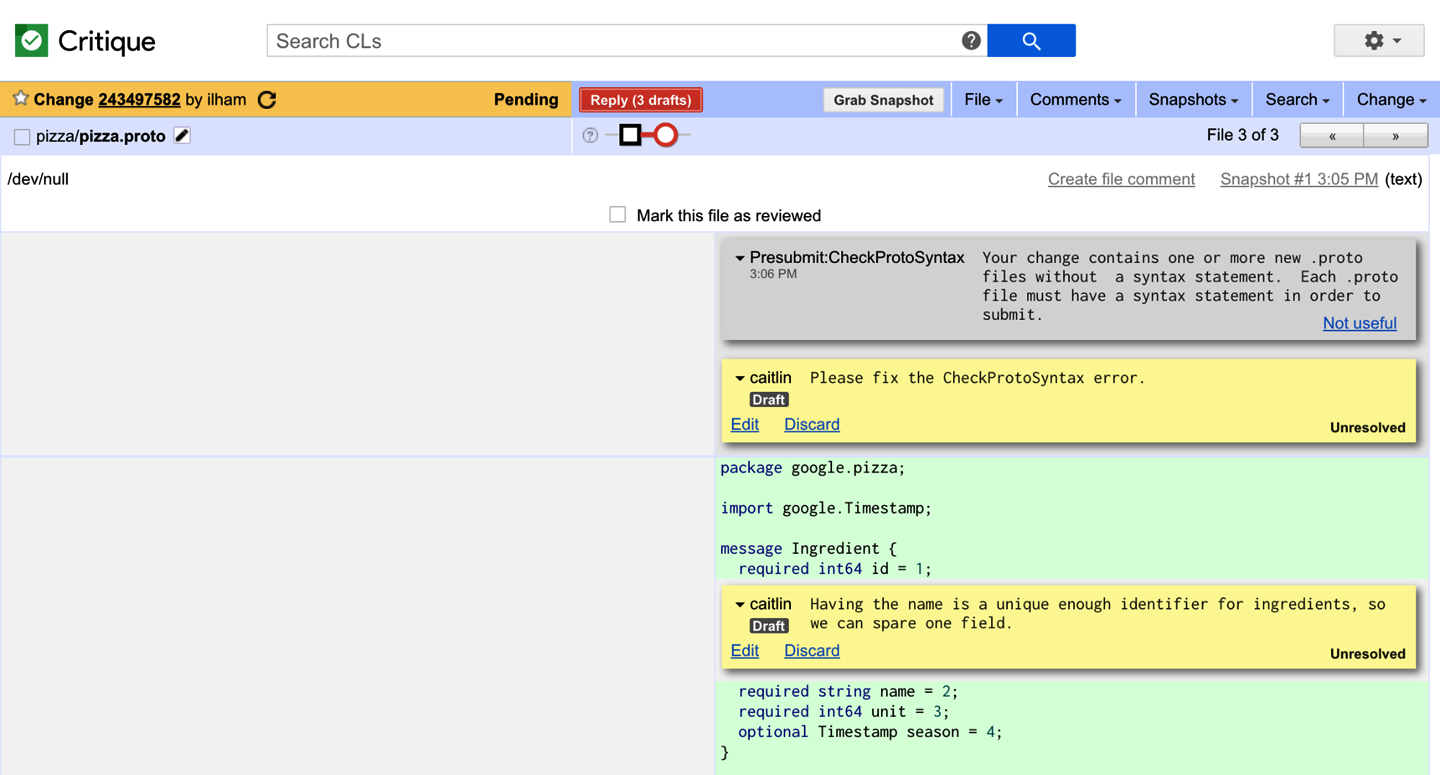 Critique
Search CLs
Change 243497582 by ilham
Pending
Reply (3 drafts)
Grab Snapshot
File
Comments
Snapshots
Search
Change
pizza/pizza.proto
File 3 of 3
«
»
/dev/null
Create file comment
Snapshot #1 3:05 PM (text)
Mark this file as reviewed
Presubmit:CheckProtoSyntax
3:06 PM
Your change contains one or more new .proto
files without  a syntax statement.  Each .proto
file must have a syntax statement in order to
submit.
Not useful
caitlin Please fix the CheckProtoSyntax error.
Draft
Edit Discard
Unresolved
package google.pizza;
import google.Timestamp;
message Ingredient {
  required int64 id = 1;
caitlin Having the name is a unique enough identifier for ingredients, so
Draft we can spare one field.
Edit Discard
Unresolved
  required string name = 2;
  required int64 unit = 3;
  optional Timestamp season = 4;
}